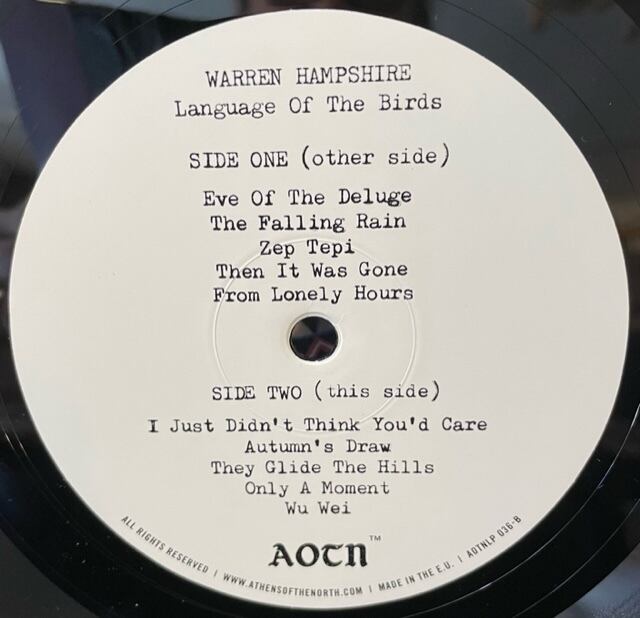 WARREN HAMPSHIRE
Language Of The Birds
SIDE ONE (other side)
Eve Of The Deluge
The Falling Rain
Zep Tepi
Then It Was Gone
From Lonely Hours
SIDE TWO (this side)
I Just Didn't Think You'd Care
Autumn's Draw
They Glide The Hills
Only A Moment
Wu Wei
AOTN™
ALL RIGHTS RESERVED | WWW.ATHENSOFTHENORTH.COM | MADE IN THE E.U. | AOTNLP 036-B